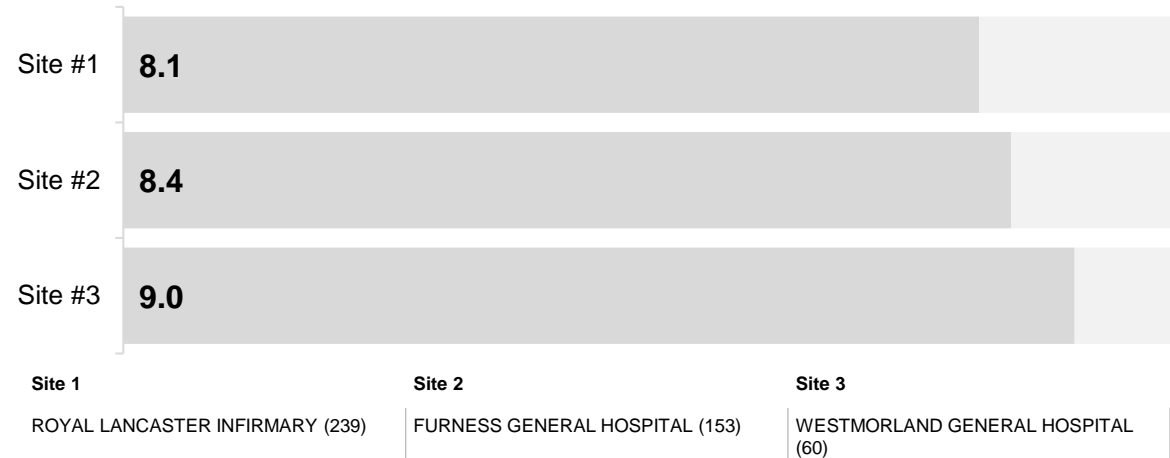 Site #1 8.1
Site #2 8.4
Site #3 9.0
Site 1 Site 2 Site 3
ROYAL LANCASTER INFIRMARY (239) FURNESS GENERAL HOSPITAL (153) WESTMORLAND GENERAL HOSPITAL
(60)